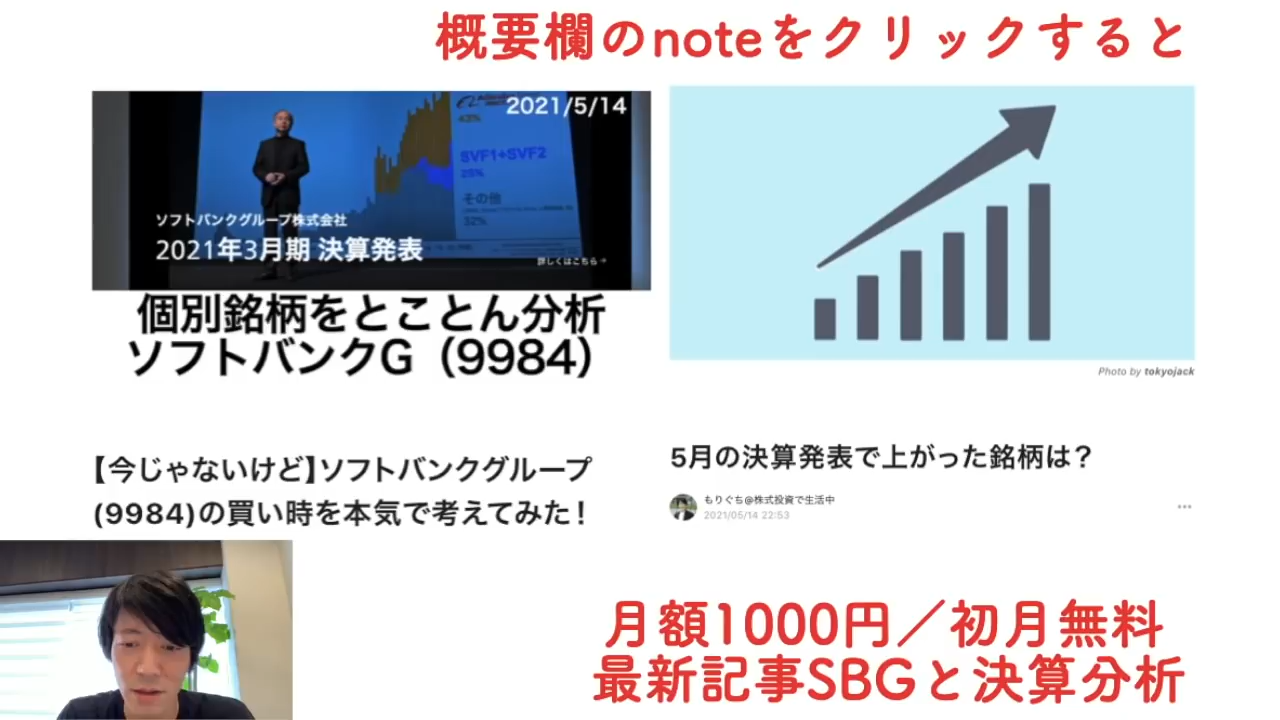 概要欄のnoteをクリックすると
2021/5/14
43%
SVF1+SVF2
25%
その他
32%
ソフトバンクグループ株式会社
2021年3月期 決算発表
詳しくはこちら→
個別銘柄をとことん分析
ソフトバンクG（9984）
【今じゃないけど】ソフトバンクグループ
(9984)の買い時を本気で考えてみた！
Photo by tokyojack
5月の決算発表で上がった銘柄は？
もりぐち@株式投資で生活中
2021/05/14 22:53
月額1000円／初月無料
最新記事SBGと決算分析